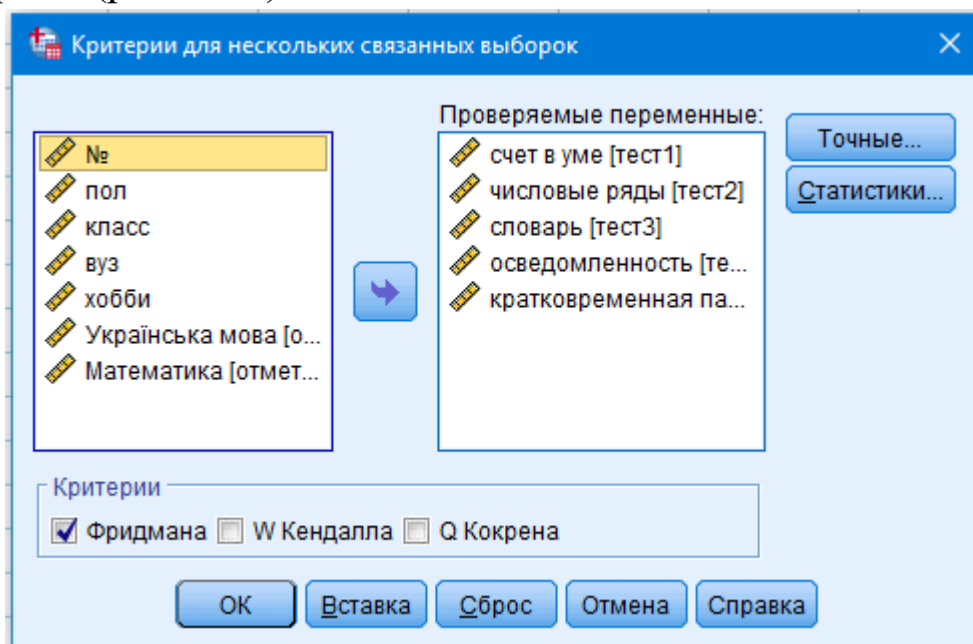 Критерии для нескольких связанных выборок
Проверяемые переменные:
№
пол
класс
вуз
хобби
Українська мова [о...
Математика [отмет...
счет в уме [тест1]
числовые ряды [тест2]
словарь [тест3]
осведомленность [те...
кратковременная па...
Точные...
Статистики...
Критерии
Фридмана W Кендалла Q Кокрена
ОК Вставка Сброс Отмена Справка